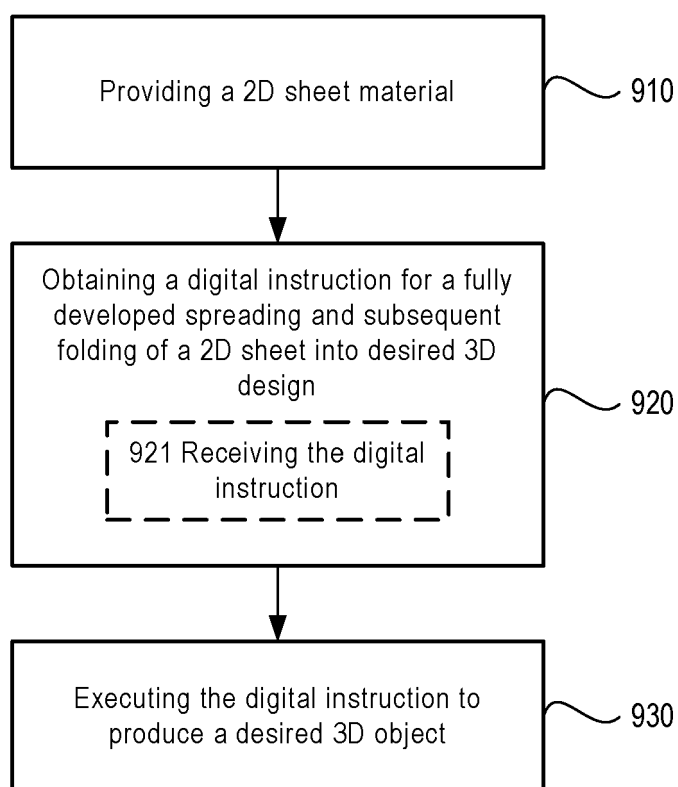 Providing a 2D sheet material
910
Obtaining a digital instruction for a fully
developed spreading and subsequent
folding of a 2D sheet into desired 3D
design
920
921 Receiving the digital
instruction
Executing the digital instruction to
produce a desired 3D object
930